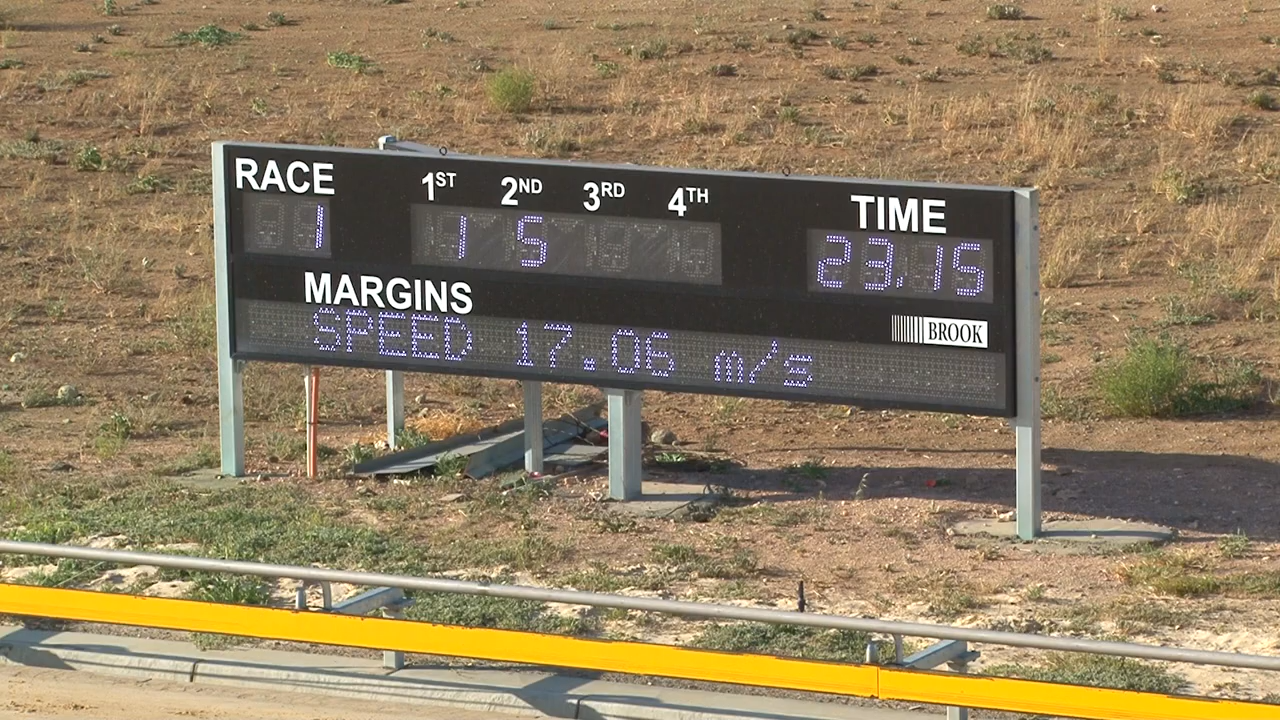 RACE 1ST 2ND 3RD 4TH TIME
1 1 5 23.15
MARGINS
BROOK
SPEED 17.06 m/s